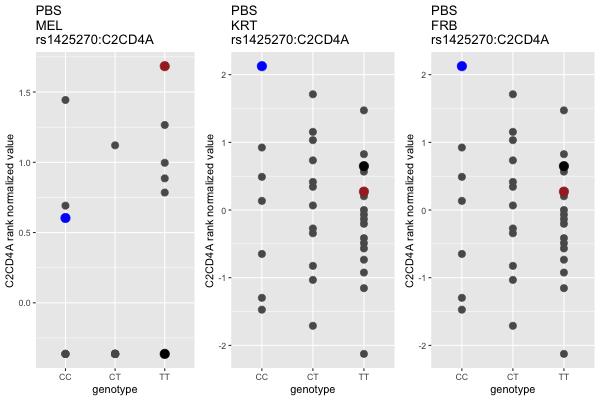 PBS
MEL
rs1425270:C2CD4A
C2CD4A rank normalized value
1.5
1.0
0.5
0.0
CC CT TT
genotype
PBS
KRT
rs1425270:C2CD4A
C2CD4A rank normalized value
2
1
0
-1
-2
CC CT TT
genotype
PBS
FRB
rs1425270:C2CD4A
C2CD4A rank normalized value
2
1
0
-1
-2
CC CT TT
genotype